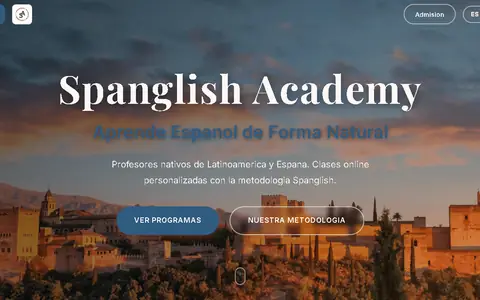 Admision
ES
Spanglish Academy
Aprende Espanol de Forma Natural
Profesores nativos de Latinoamerica y Espana. Clases online
personalizadas con la metodologia Spanglish.
VER PROGRAMAS
NUESTRA METODOLOGIA